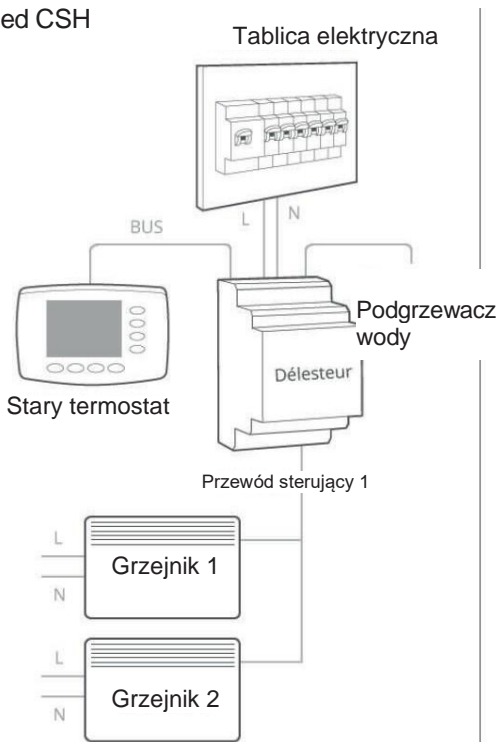 ed CSH
Tablica elektryczna
L
N
BUS
Podgrzewacz
wody
Délesteur
Stary termostat
Przewód sterujący 1
L
Grzejnik 1
N
L
Grzejnik 2
N